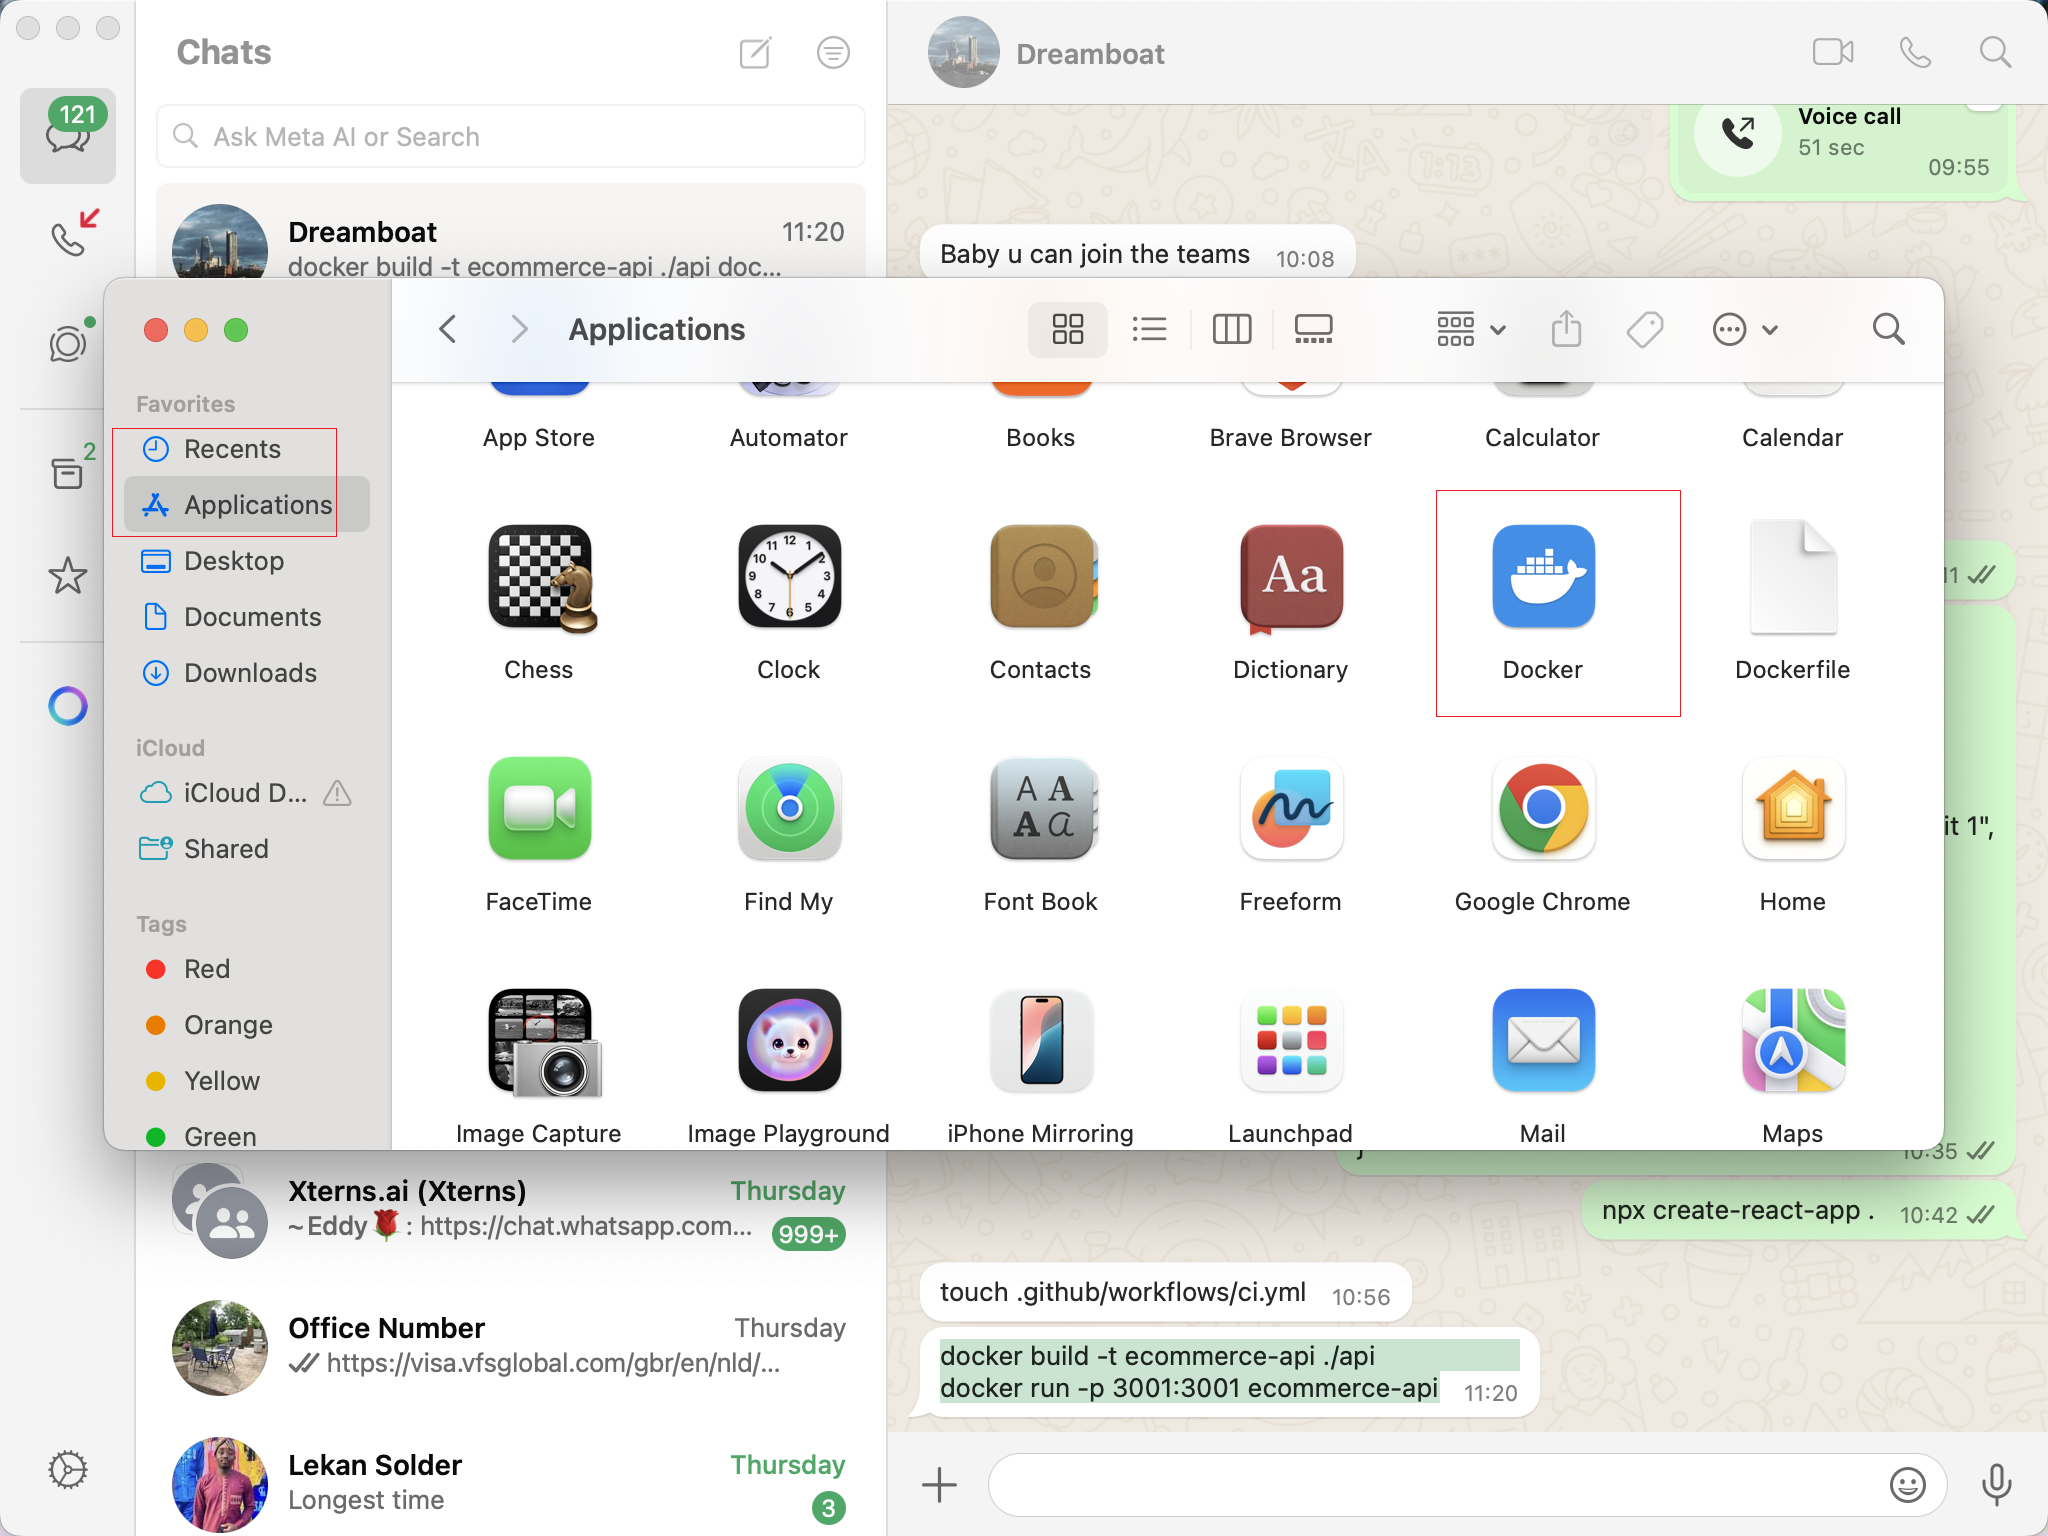 121
2
Chats
Ask Meta AI or Search
Dreamboat
11:20
docker build -t ecommerce-api ./api doc...
Dreamboat
Voice call
51 sec
09:55
Baby u can join the teams 10:08
Favorites
Recents
Applications
Desktop
Documents
Downloads
iCloud
iCloud D...
Shared
Tags
Red
Orange
Yellow
Green
Applications
App Store
Automator
Books
Brave Browser
Calculator
Calendar
Chess
Clock
Contacts
Aa
Dictionary
Docker
Dockerfile
FaceTime
Find My
Font Book
Freeform
Google Chrome
Home
Image Capture
Image Playground
iPhone Mirroring
Launchpad
Mail
Maps
11
it 1",
}
10:35
Xterns.ai (Xterns)
Thursday
~Eddy🌹: https://chat.whatsapp.com...
999+
Office Number
Thursday
https://visa.vfsglobal.com/gbr/en/nld/...
Lekan Solder
Thursday
Longest time
3
npx create-react-app . 10:42
touch .github/workflows/ci.yml 10:56
docker build -t ecommerce-api ./api
docker run -p 3001:3001 ecommerce-api 11:20